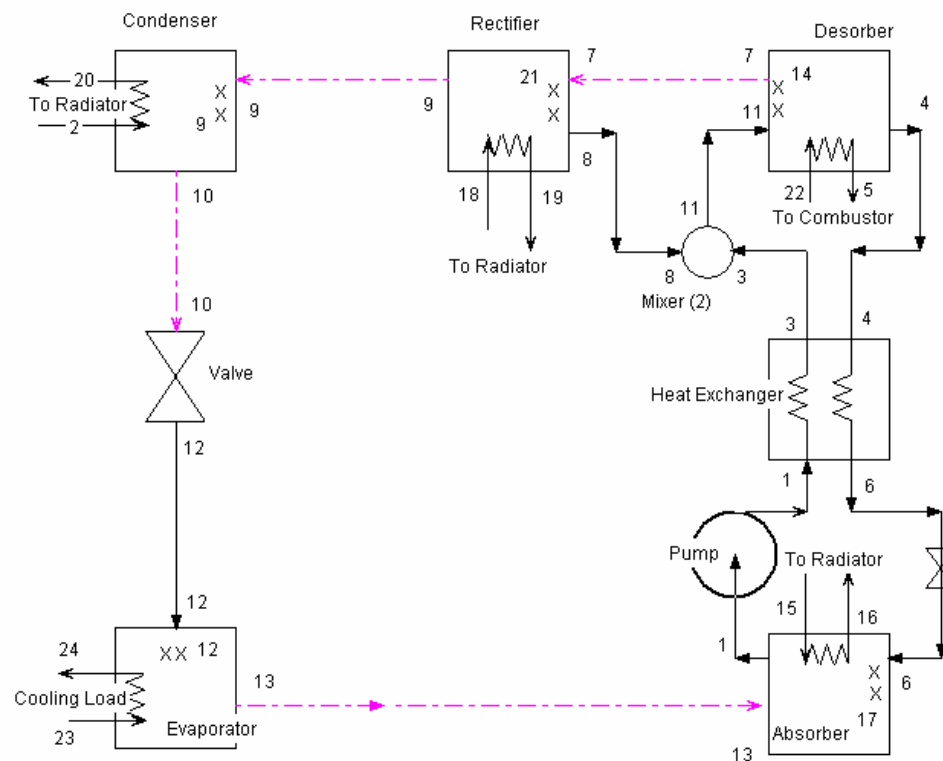 Condenser
Rectifier
Desorber
20
To Radiator
2
9
9
9
21
7
7
14
11
4
18
19
8
To Radiator
11
8
3
Mixer (2)
22
5
To Combustor
10
10
Valve
12
3
4
Heat Exchanger
1
6
Pump
To Radiator
15
16
1
6
17
Absorber
13
12
12
24
Cooling Load
23
13
Evaporator